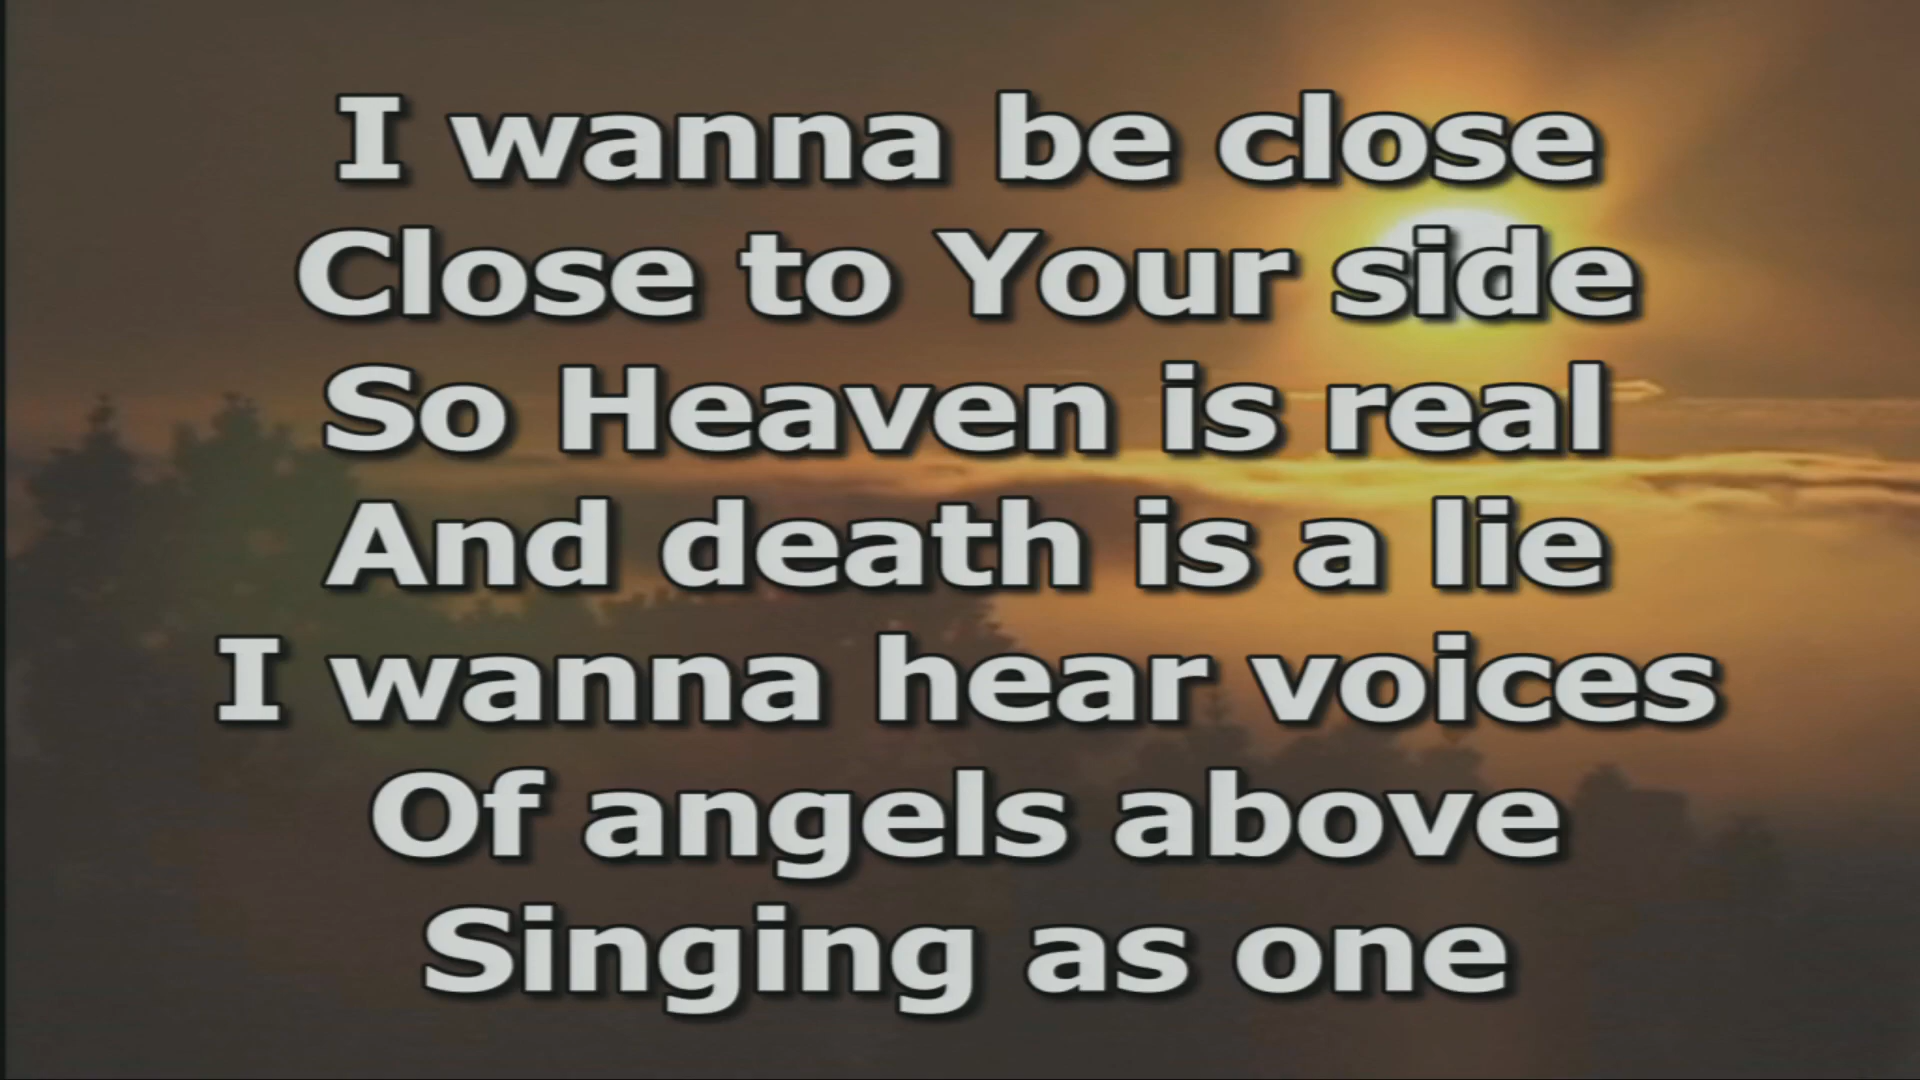 I wanna be close
Close to Your side
So Heaven is real
And death is a lie
I wanna hear voices
Of angels above
Singing as one